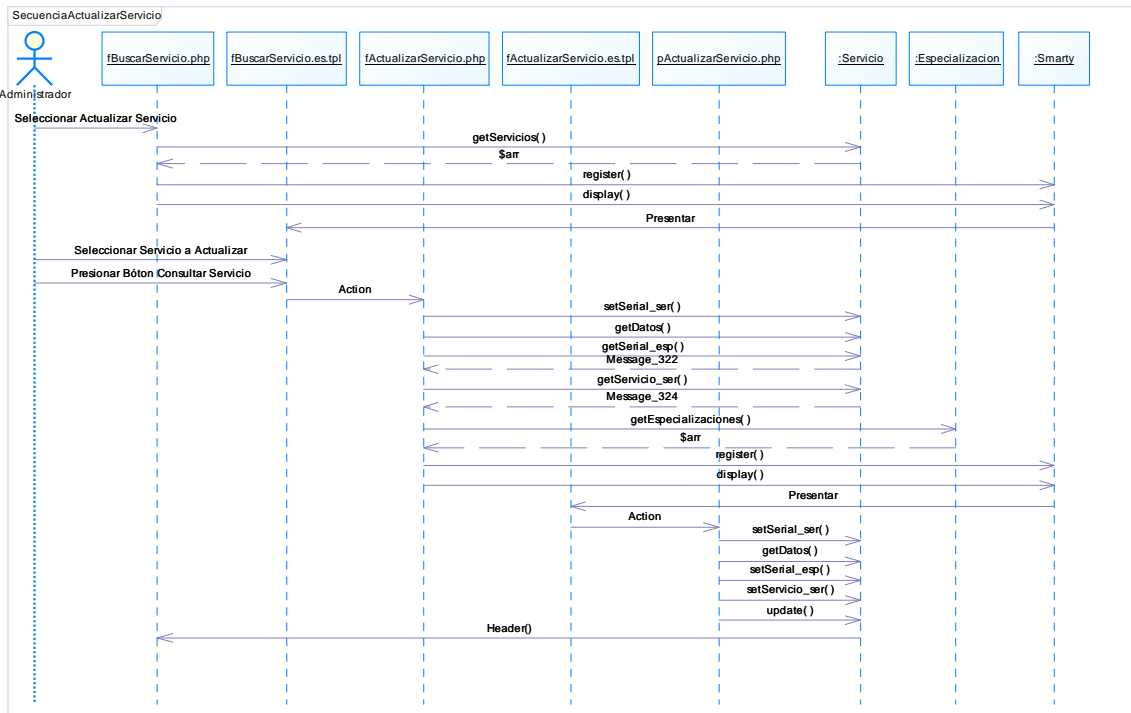 SecuenciaActualizarServicio
fBuscarServicio.php
fBuscarServicio.es.tpl
fActualizarServicio.php
fActualizarServicio.es.tpl
pActualizarServicio.php
:Servicio
:Especializacion
:Smarty
Administrador
Seleccionar Actualizar Servicio
getServicios( )
$arr
register( )
display( )
Presentar
Seleccionar Servicio a Actualizar
Presionar Bóton Consultar Servicio
Action
setSerial_ser( )
getDatos( )
getSerial_esp( )
Message_322
getServicio_ser( )
Message_324
getEspecializaciones( )
$arr
register( )
display( )
Presentar
Action
setSerial_ser( )
getDatos( )
setSerial_esp( )
setServicio_ser( )
update( )
Header()